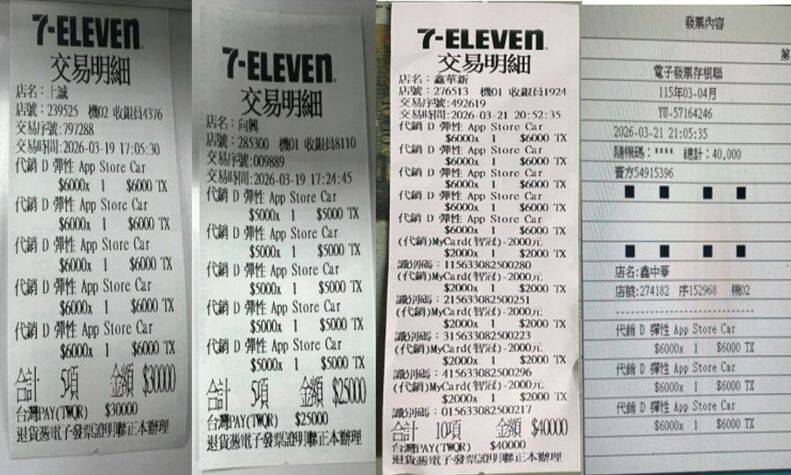 7-ELEVEN
交易明細
店名：上誠
店號：239525 機02 收銀員4376
交易序號:797288
交易時間:2026-03-19 17:05:30
代銷 D 彈性 App Store Car
$6000x 1 $6000 TX
代銷 D 彈性 App Store Car
$6000x 1 $6000 TX
代銷 D 彈性 App Store Car
$6000x 1 $6000 TX
代銷 D 彈性 App Store Car
$6000x 1 $6000 TX
代銷 D 彈性 App Store Car
$6000x 1 $6000 TX
合計 5項 金額 $30000
台灣PAY(TWQR) $30000
退貨憑電子發票證明聯正本辦理
7-ELEVEN
交易明細
店名：向興
店號：285300 機01 收銀員8110
交易序號:009889
交易時間:2026-03-19 17:24:45
代銷 D 彈性 App Store Car
$5000x 1 $5000 TX
代銷 D 彈性 App Store Car
$5000x 1 $5000 TX
代銷 D 彈性 App Store Car
$5000x 1 $5000 TX
代銷 D 彈性 App Store Car
$5000x 1 $5000 TX
代銷 D 彈性 App Store Car
$5000x 1 $5000 TX
合計 5項 金額 $25000
台灣PAY(TWQR) $25000
退貨憑電子發票證明聯正本辦理
7-ELEVEN
交易明細
店名：鑫華新
店號：276513 機01 收銀員1924
交易序號:492619
交易時間:2026-03-21 20:52:35
代銷 D 彈性 App Store Car
$6000x 1 $6000 TX
代銷 D 彈性 App Store Car
$6000x 1 $6000 TX
代銷 D 彈性 App Store Car
$6000x 1 $6000 TX
代銷 D 彈性 App Store Car
$6000x 1 $6000 TX
代銷 D 彈性 App Store Car
$6000x 1 $6000 TX
(代銷)MyCard(智冠)-2000元
$2000x 1 $2000 TX
識別碼：115633082500280
(代銷)MyCard(智冠)-2000元
$2000x 1 $2000 TX
識別碼：215633082500251
(代銷)MyCard(智冠)-2000元
$2000x 1 $2000 TX
識別碼：315633082500223
(代銷)MyCard(智冠)-2000元
$2000x 1 $2000 TX
識別碼：415633082500296
(代銷)MyCard(智冠)-2000元
$2000x 1 $2000 TX
識別碼：015633082500217
合計 10項 金額 $40000
台灣PAY(TWQR) $40000
退貨憑電子發票證明聯正本辦理
發票內容
第
電子發票存根聯
115年03-04月
YU-57164246
2026-03-21 21:05:35
隨機碼：**** 總計：40,000
賣方54915396
店名:鑫中華
店號:274182 序152968 機02
代銷 D 彈性 App Store Car
$6000x 1 $6000 TX
代銷 D 彈性 App Store Car
$6000x 1 $6000 TX
代銷 D 彈性 App Store Car
$6000x 1 $6000 TX